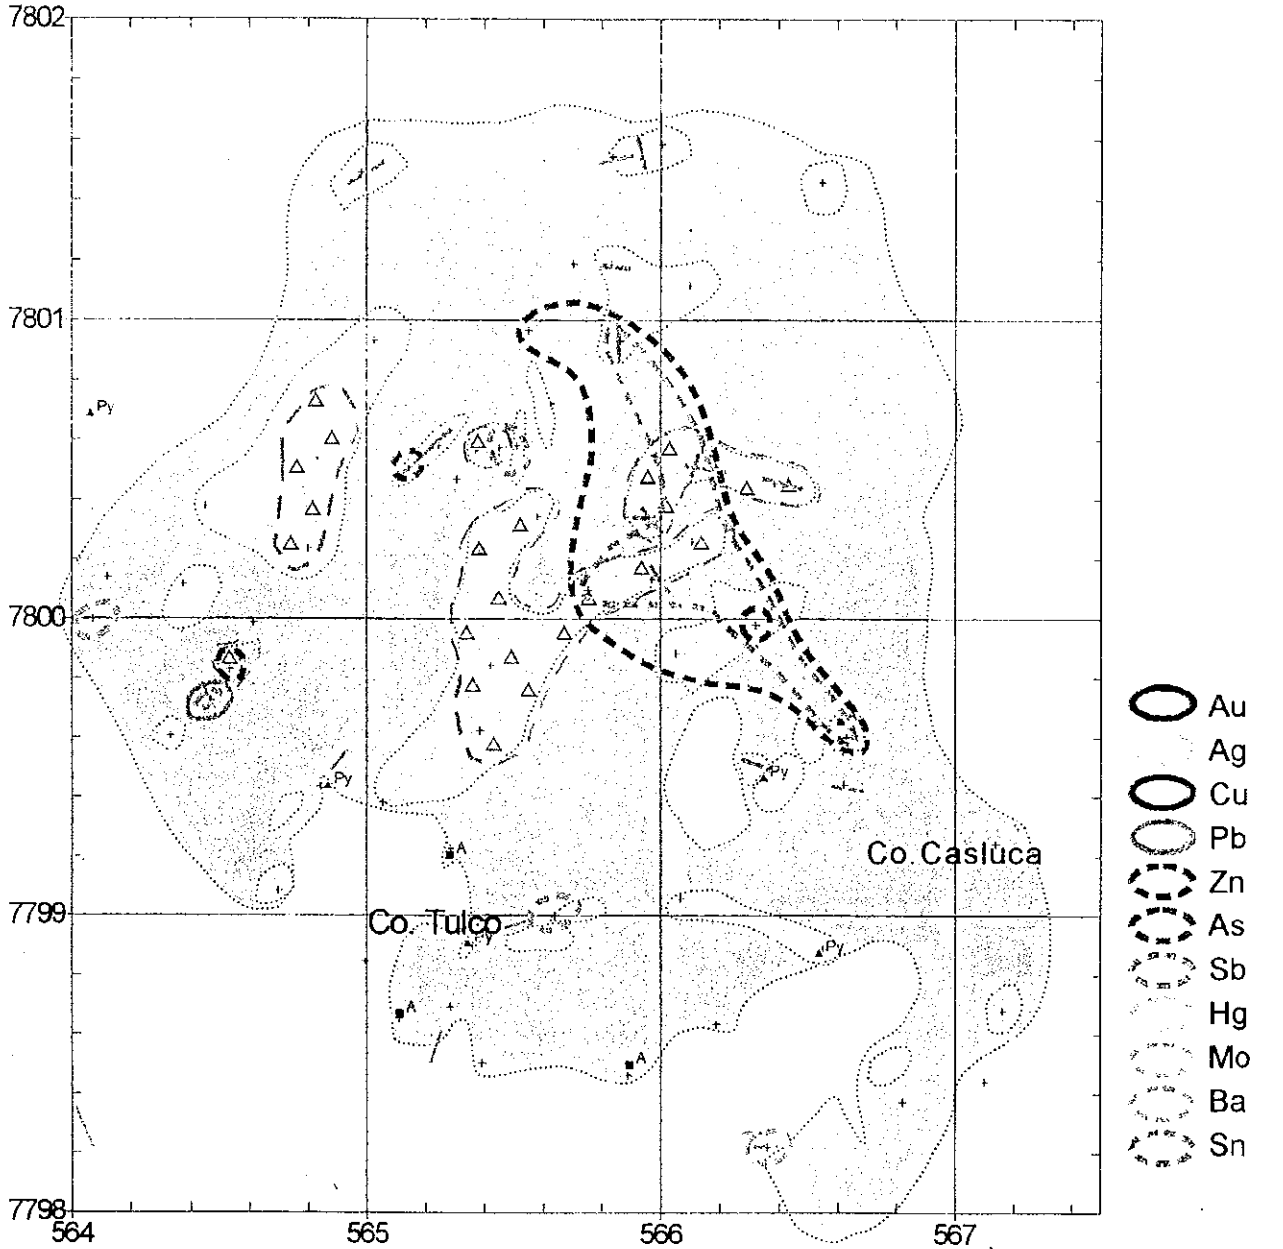 7802
7801
Py
7800
Au
Ag
Py
Py
Cu
Pb
Co. Casluca
A
Zn
7799
Co. Tulco
As
Py
Py
Sb
A
Hg
A
Mo
Ba
Sn
7798
564
565
566
567